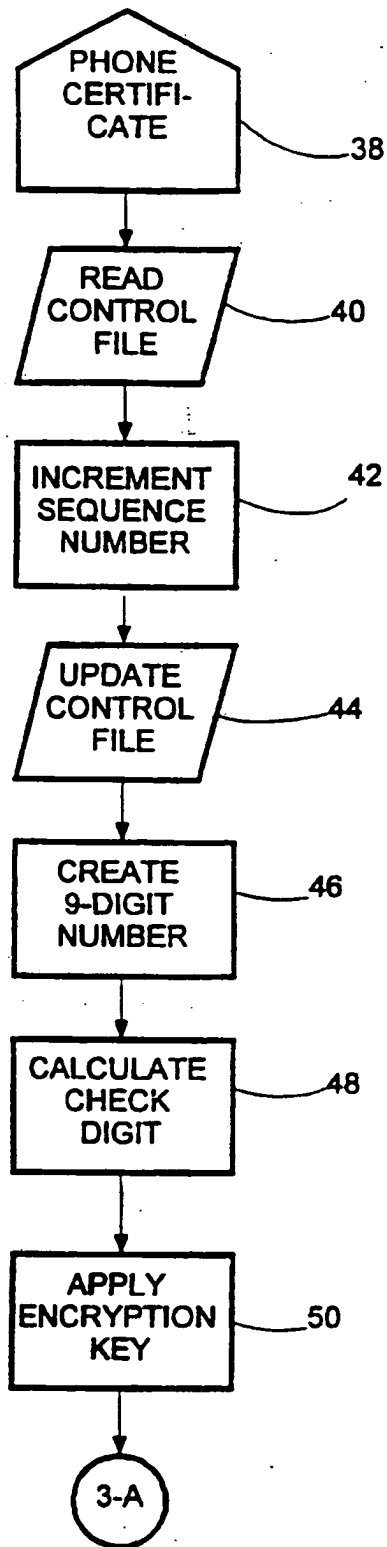 PHONE
CERTIFI-
CATE
38
READ
CONTROL
FILE
40
INCREMENT
SEQUENCE
NUMBER
42
UPDATE
CONTROL
FILE
44
CREATE
9-DIGIT
NUMBER
46
CALCULATE
CHECK
DIGIT
48
APPLY
ENCRYPTION
KEY
50
3-A